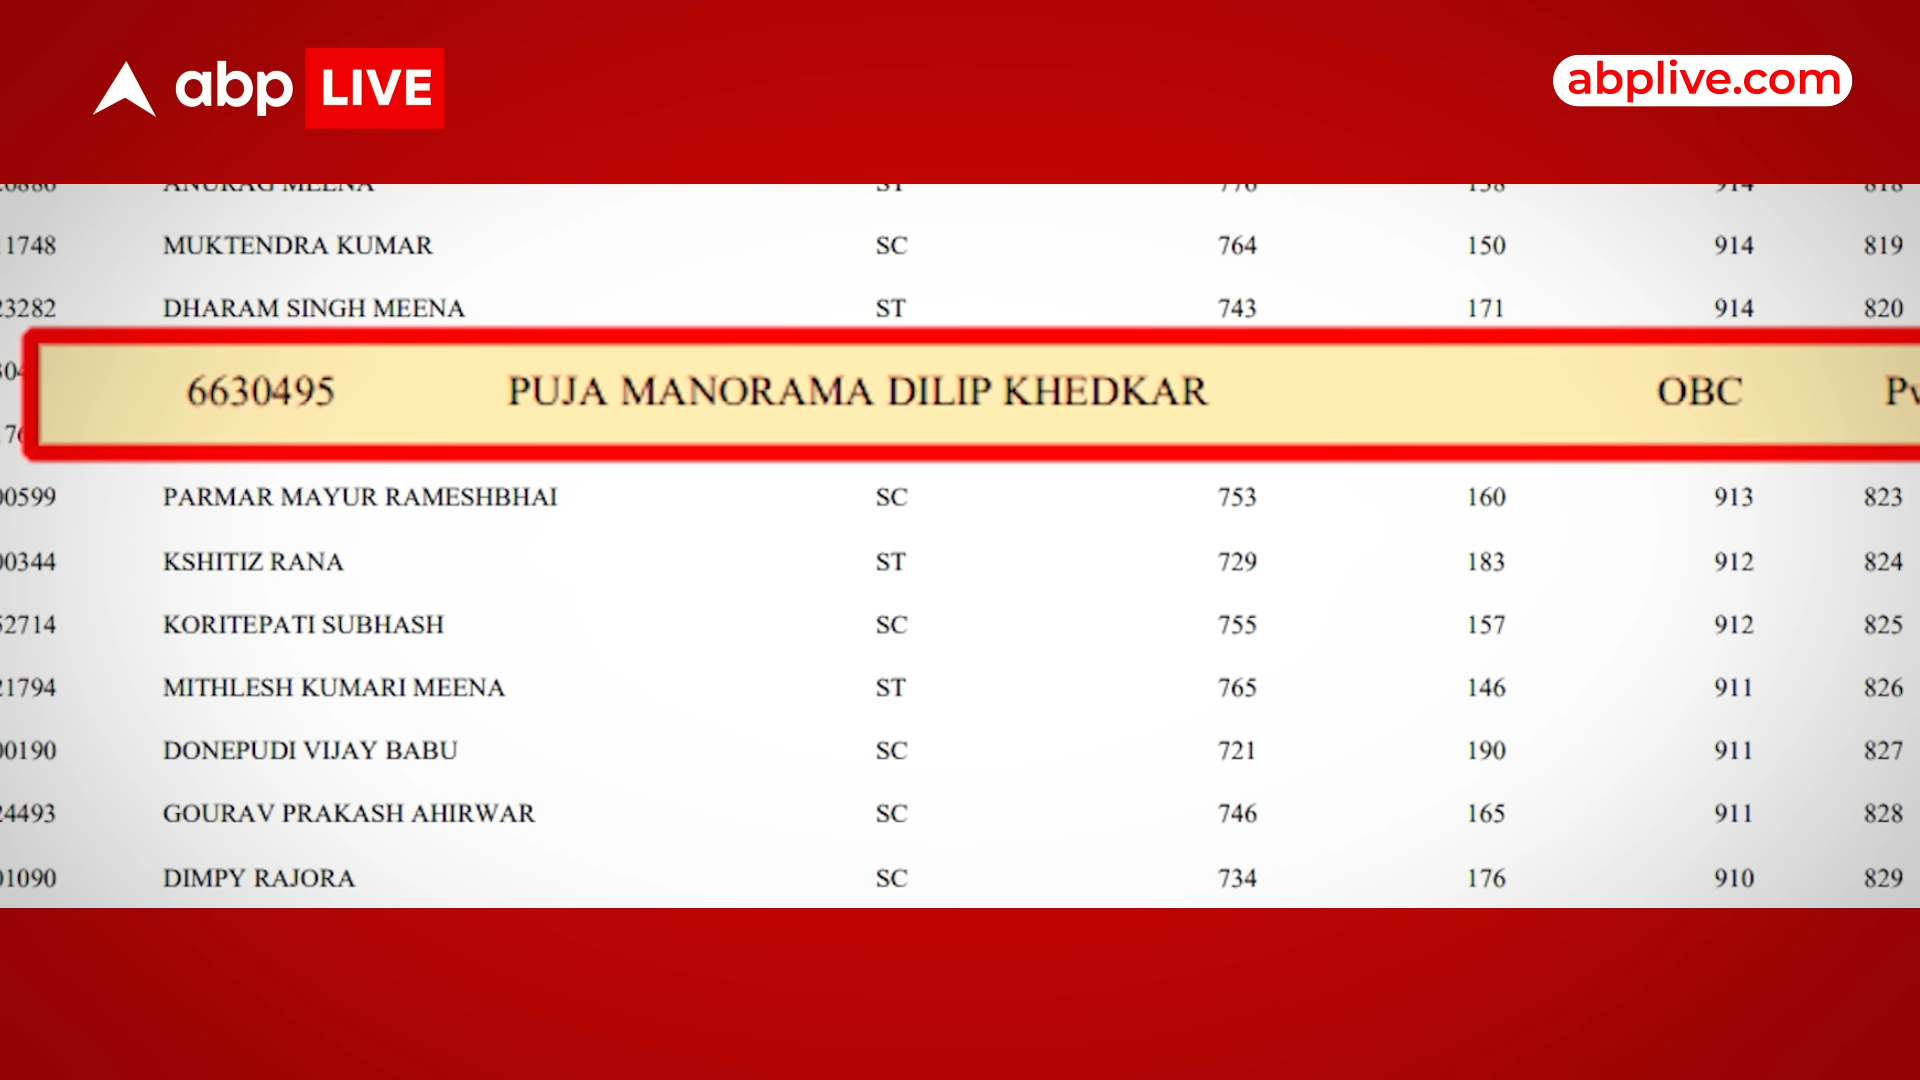 abp LIVE
abplive.com
ANURAG MEENA ST 776 138 914 818
11748 MUKTENDRA KUMAR SC 764 150 914 819
23282 DHARAM SINGH MEENA ST 743 171 914 820
6630495 PUJA MANORAMA DILIP KHEDKAR OBC
00599 PARMAR MAYUR RAMESHBHAI SC 753 160 913 823
00344 KSHITIZ RANA ST 729 183 912 824
52714 KORITEPATI SUBHASH SC 755 157 912 825
21794 MITHLESH KUMARI MEENA ST 765 146 911 826
00190 DONEPUDI VIJAY BABU SC 721 190 911 827
24493 GOURAV PRAKASH AHIRWAR SC 746 165 911 828
01090 DIMPY RAJORA SC 734 176 910 829